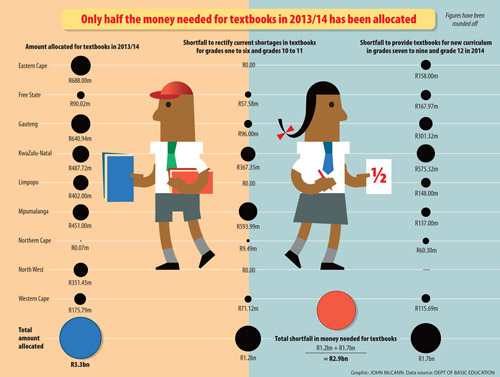 Only half the money needed for textbooks in 2013/14 has been allocated
Figures have been
rounded off
Amount allocated for textbooks in 2013/14
Shortfall to rectify current shortages in textbooks
for grades one to six and grades 10 to 11
Shortfall to provide textbooks for new curriculum
in grades seven to nine and grade 12 in 2014
Eastern Cape
R688.00m
R0.00
R158.00m
Free State
R90.02m
R57.58m
R167.97m
Gauteng
R640.94m
R96.00m
R301.32m
KwaZulu-Natal
R487.72m
R367.35m
R575.32m
1/2
Limpopo
R402.00m
R0.00
R148.00m
Mpumalanga
R451.00m
R593.99m
R137.00m
Northern Cape
R0.07m
R9.49m
R60.30m
North West
R351.45m
R0.00
—
Western Cape
R175.79m
R71.12m
R115.69m
Total
amount
allocated
R3.3bn
R1.2bn
Total shortfall in money needed for textbooks
R1.2bn + R1.7bn
= R2.9bn
R1.7bn
Graphic: JOHN McCANN Data source: DEPT OF BASIC EDUCATION